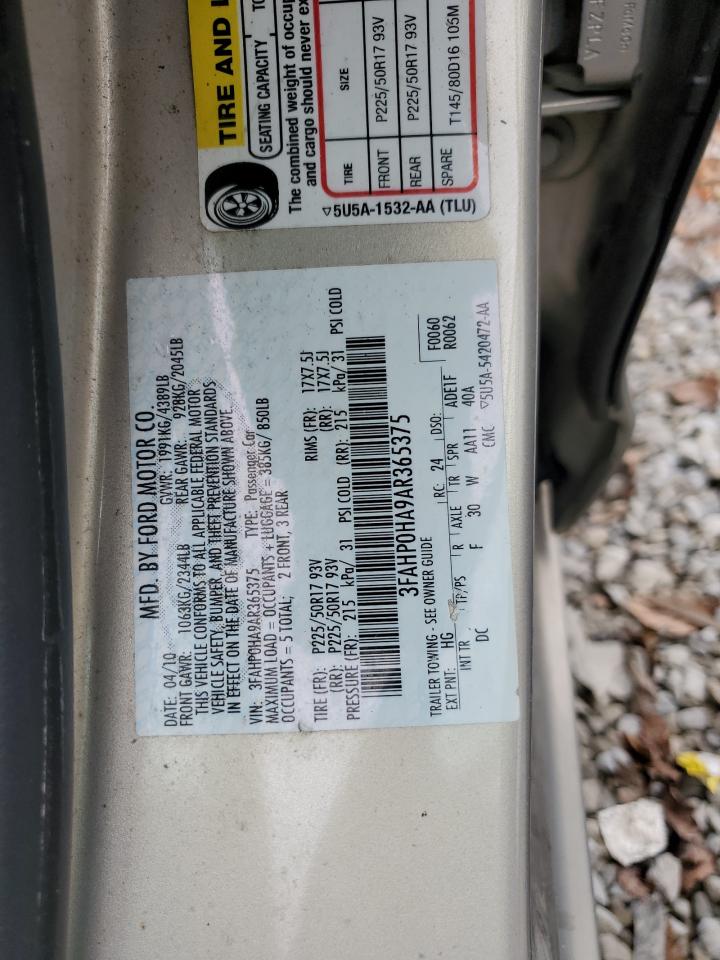 TIRE AND
SEATING CAPACITY
The combined weight of
and cargo should never
TIRE SIZE
FRONT P225/50R17 93V
REAR P225/50R17 93V
SPARE T145/80D16 105M
▽5U5A-1532-AA (TLU)
MFD. BY FORD MOTOR CO.
DATE: 04/10 GVWR: 1991KG/4389LB
FRONT GAWR: 1063KG/2344LB REAR GAWR: 928KG/2045LB
THIS VEHICLE CONFORMS TO ALL APPLICABLE FEDERAL MOTOR
VEHICLE SAFETY, BUMPER, AND THEFT PREVENTION STANDARDS
IN EFFECT ON THE DATE OF MANUFACTURE SHOWN ABOVE.
VIN: 3FAHP0HA9AR365375 TYPE: Passenger Car
MAXIMUM LOAD = OCCUPANTS + LUGGAGE = 385KG/ 850LB
OCCUPANTS = 5 TOTAL; 2 FRONT, 3 REAR
TIRE (FR): P225/50R17 93V RIMS (FR): 17X7.5J
(RR): P225/50R17 93V (RR): 17X7.5J
PRESSURE (FR): 215 kPa/ 31 PSI COLD (RR): 215 kPa/ 31 PSI COLD
3FAHP0HA9AR365375
TRAILER TOWING - SEE OWNER GUIDE F0060
EXT PNT: HG RC: 24 DSO: R0062
INT TR TP/PS R AXLE TR SPR ADE1F
DC F 30 W AA11 40A
CMC ▽5U5A-5420472-AA